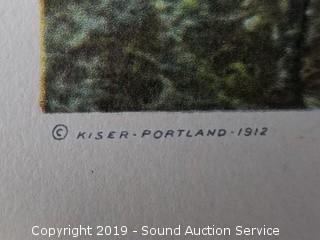 © KISER-PORTLAND-1912
Copyright 2019 - Sound Auction Service